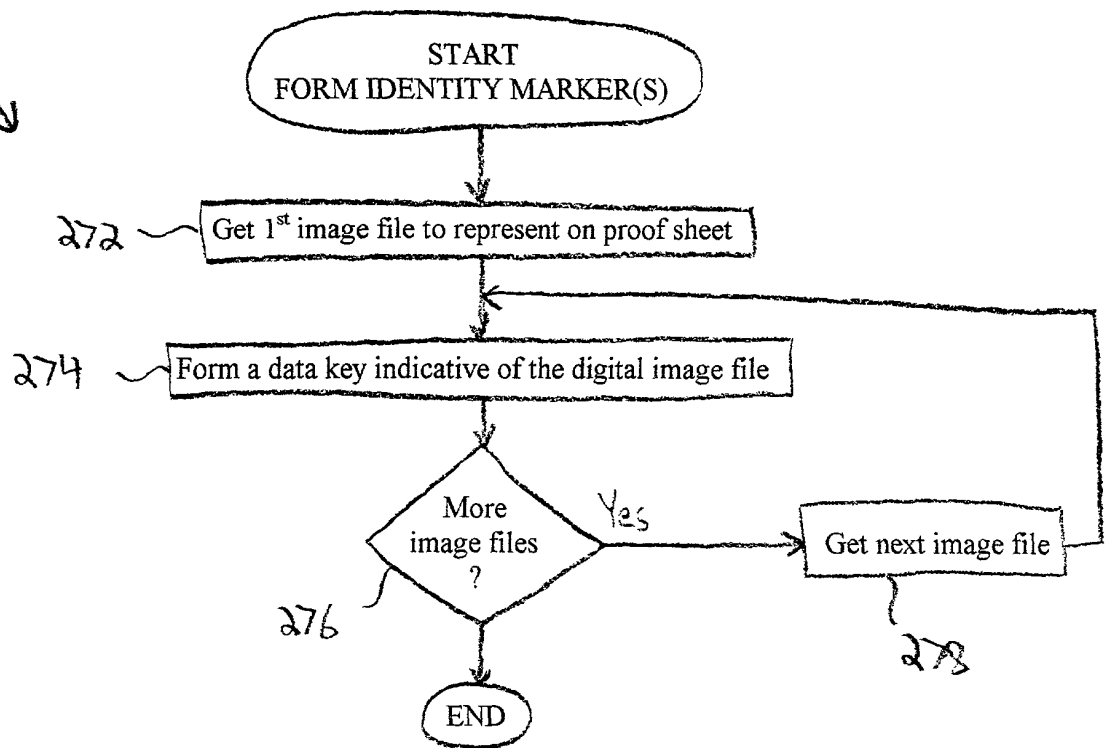 START
FORM IDENTITY MARKER(S)
272
Get 1st image file to represent on proof sheet
274
Form a data key indicative of the digital image file
More
image files
?
Yes
Get next image file
276
278
END